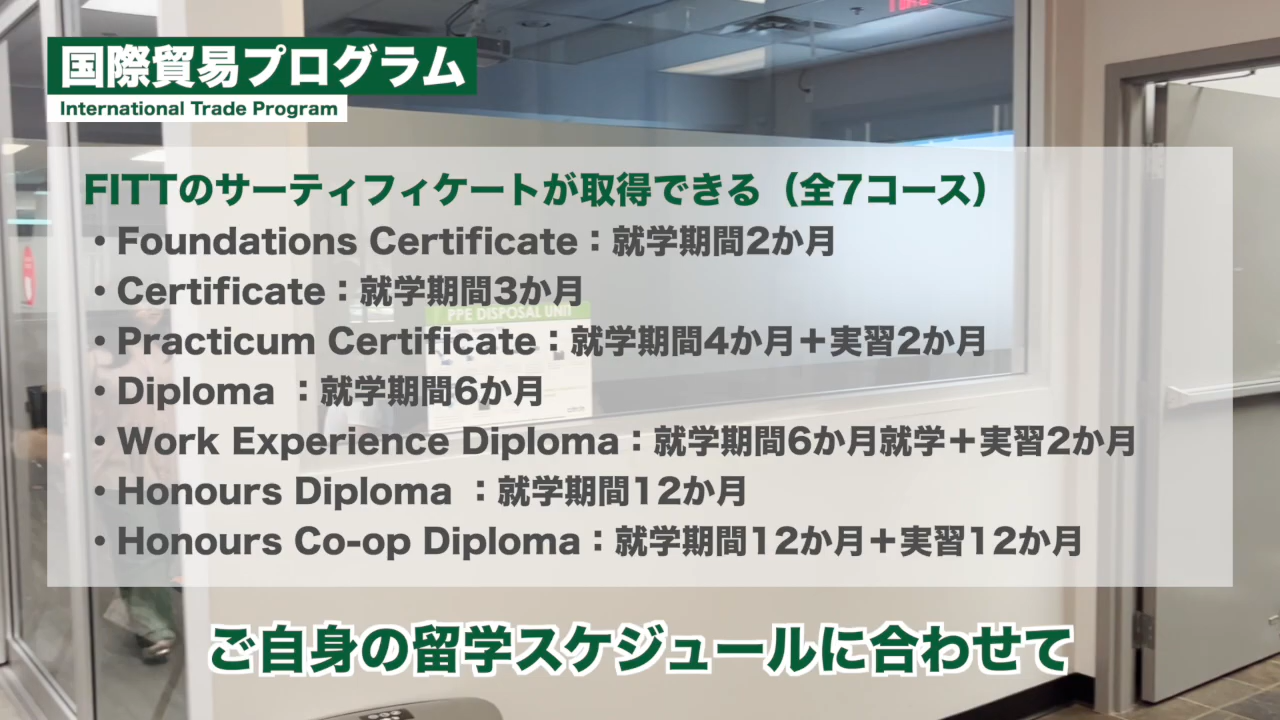 国際貿易プログラム
International Trade Program
FITTのサーティフィケートが取得できる（全7コース）
・Foundations Certificate：就学期間2か月
・Certificate：就学期間3か月
PPE DISPOSAL UNIT
・Practicum Certificate：就学期間4か月＋実習2か月
・Diploma ：就学期間6か月
・Work Experience Diploma：就学期間6か月就学＋実習2か月
・Honours Diploma ：就学期間12か月
・Honours Co-op Diploma：就学期間12か月＋実習12か月
ご自身の留学スケジュールに合わせて